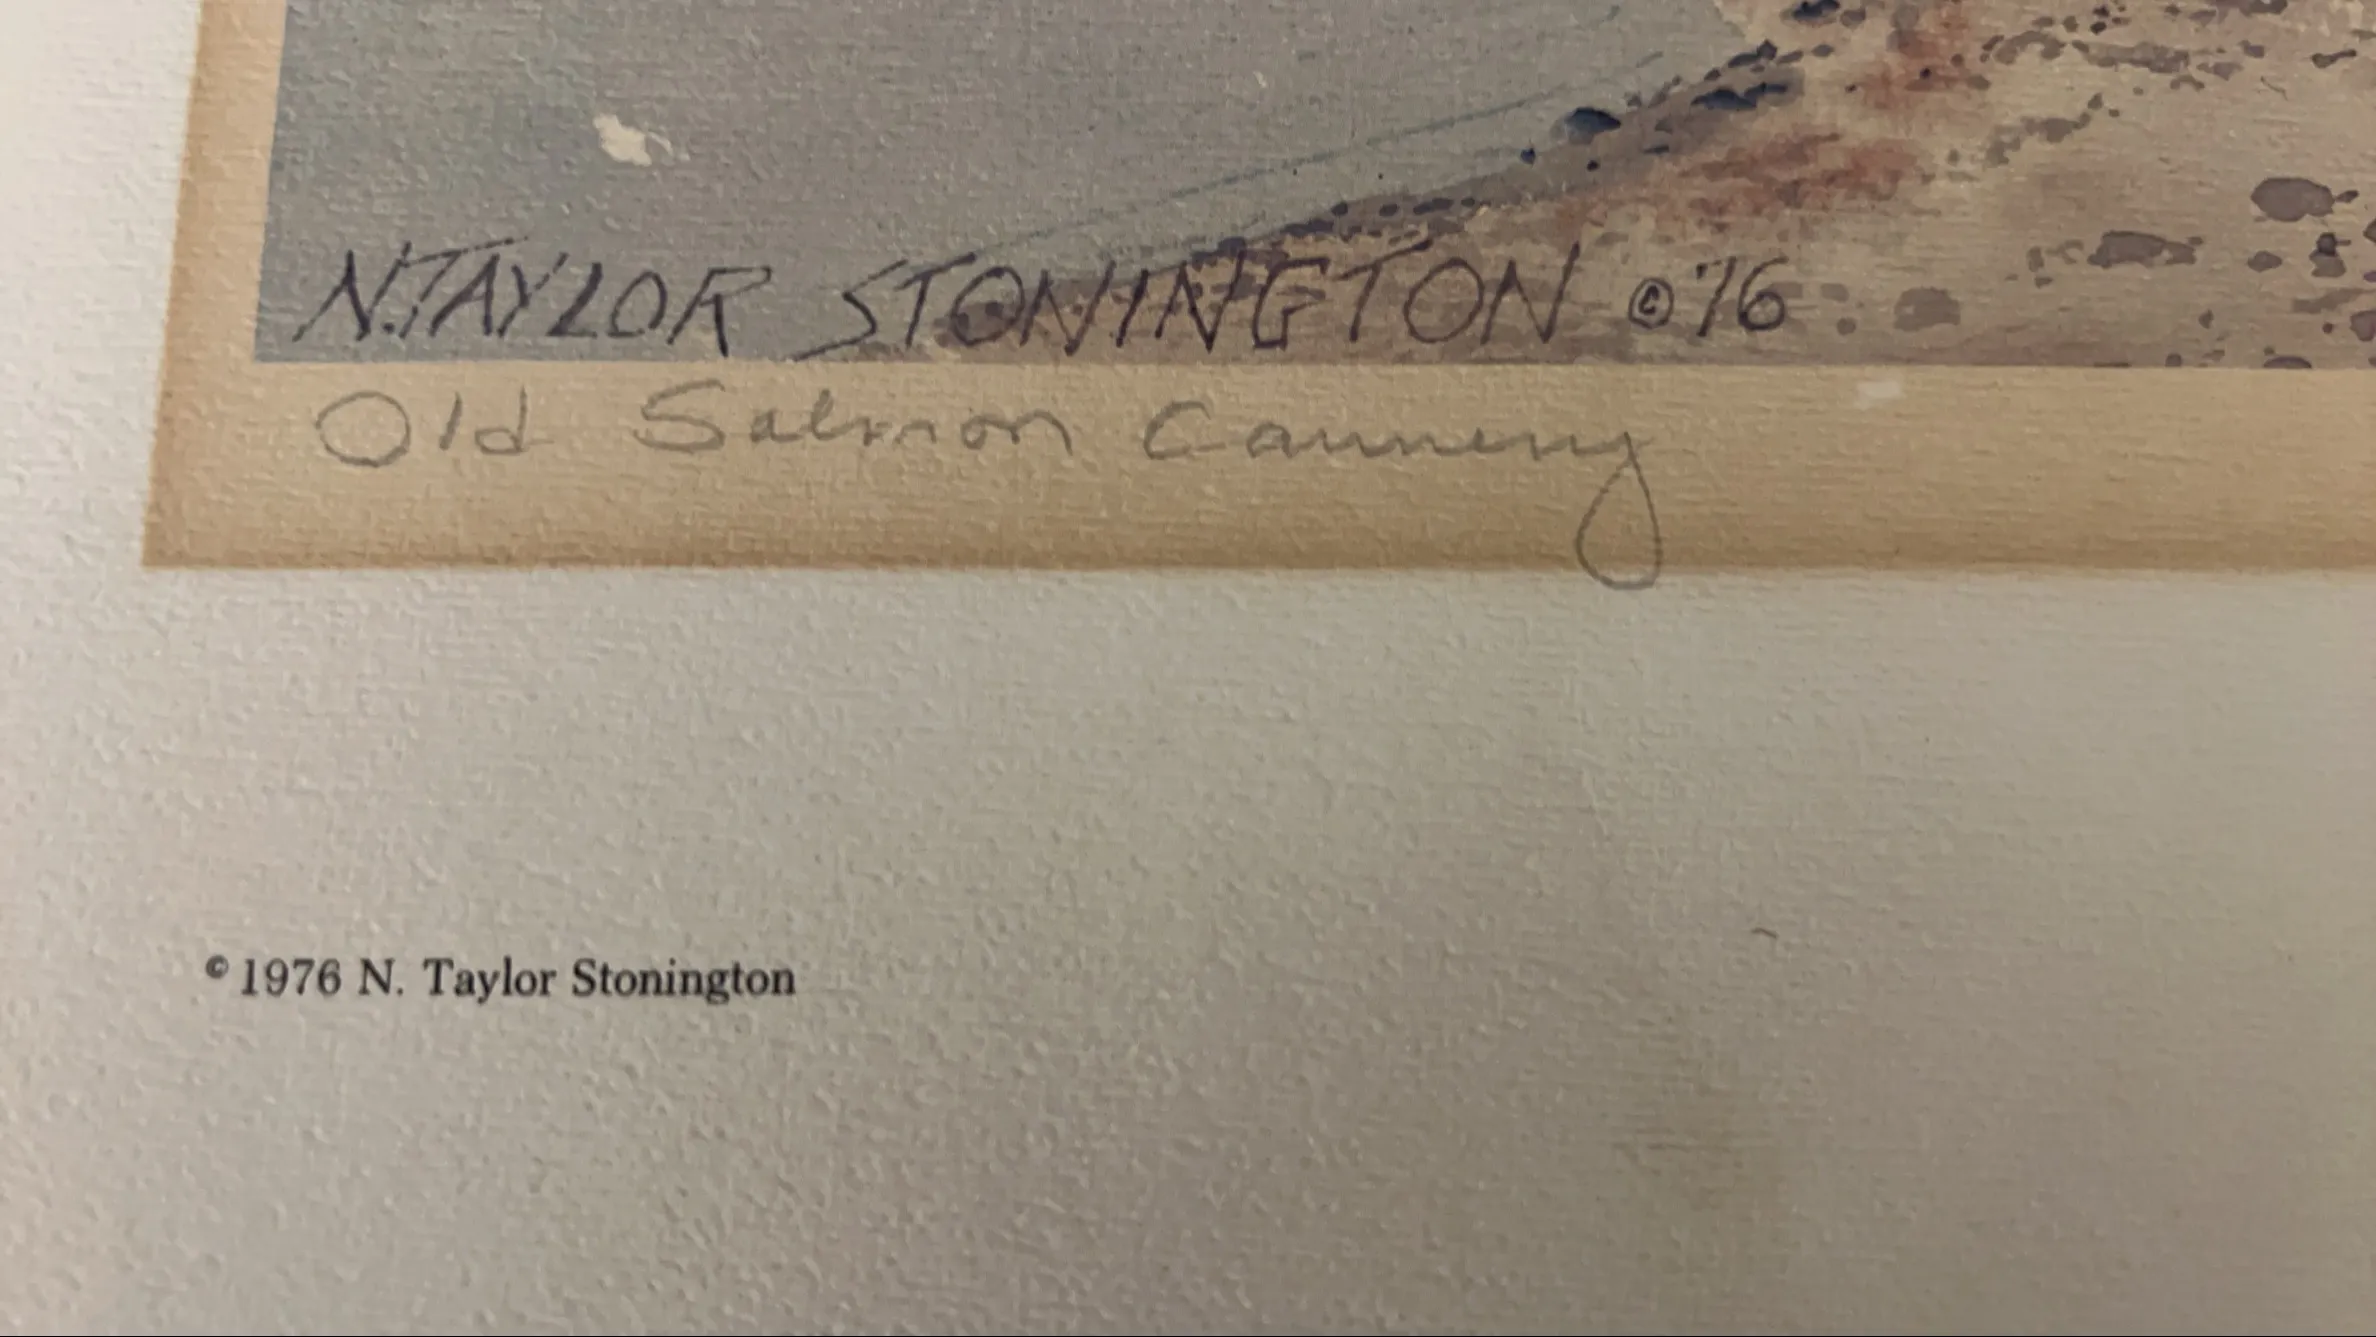 N. TAYLOR STONINGTON ©76
Old Salmon Cannery
© 1976 N. Taylor Stonington